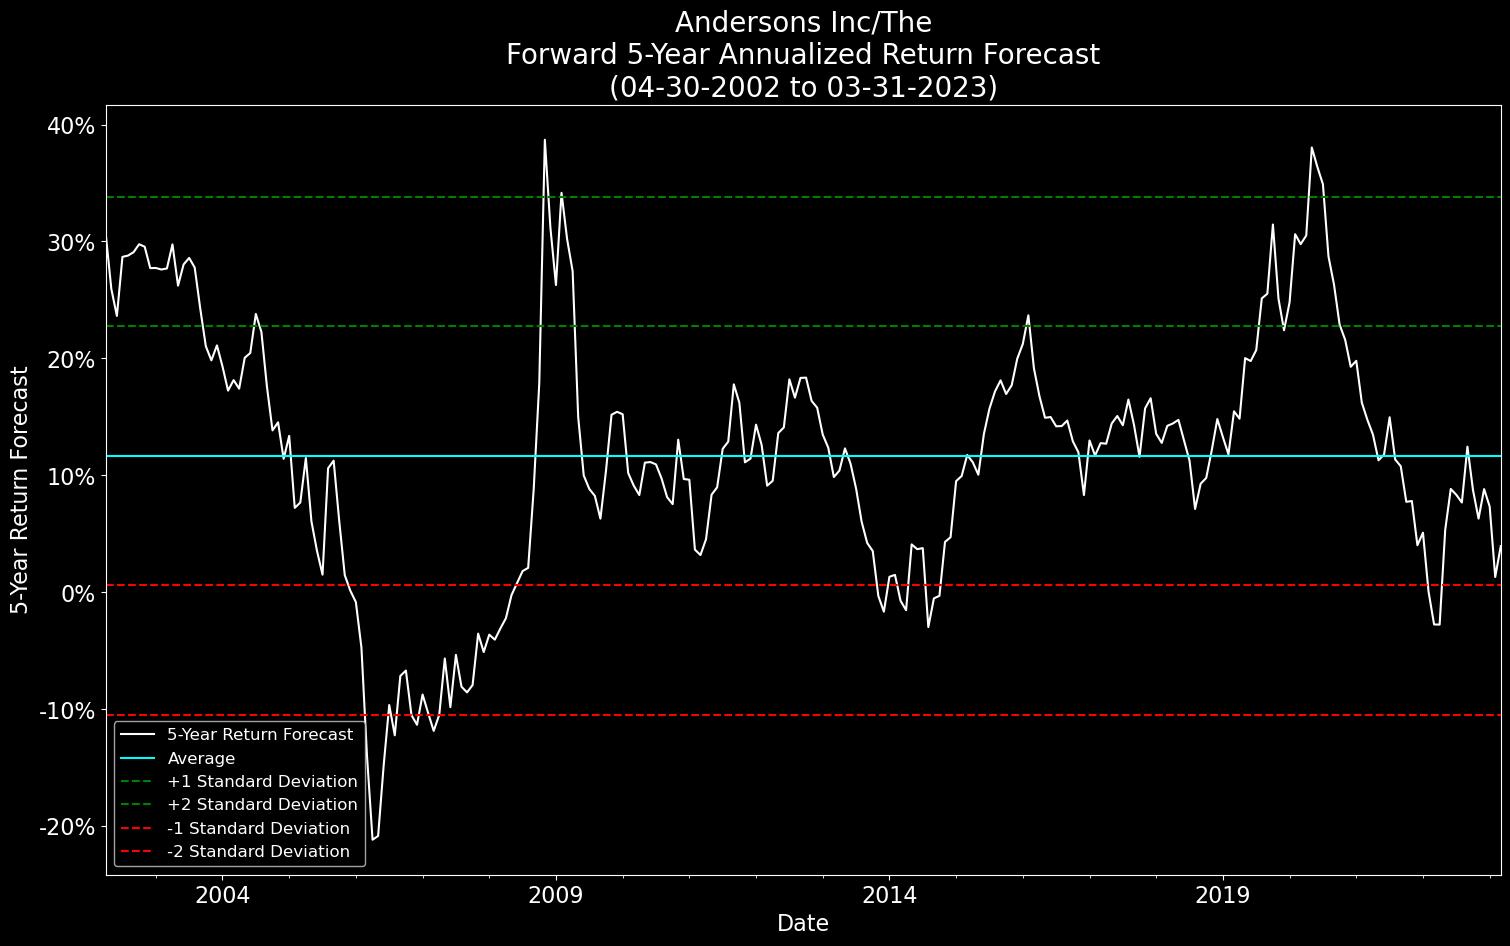 Andersons Inc/The
Forward 5-Year Annualized Return Forecast
(04-30-2002 to 03-31-2023)
40%
30%
20%
10%
0%
-10%
-20%
5-Year Return Forecast
5-Year Return Forecast
Average
+1 Standard Deviation
+2 Standard Deviation
-1 Standard Deviation
-2 Standard Deviation
2004
2009
2014
2019
Date